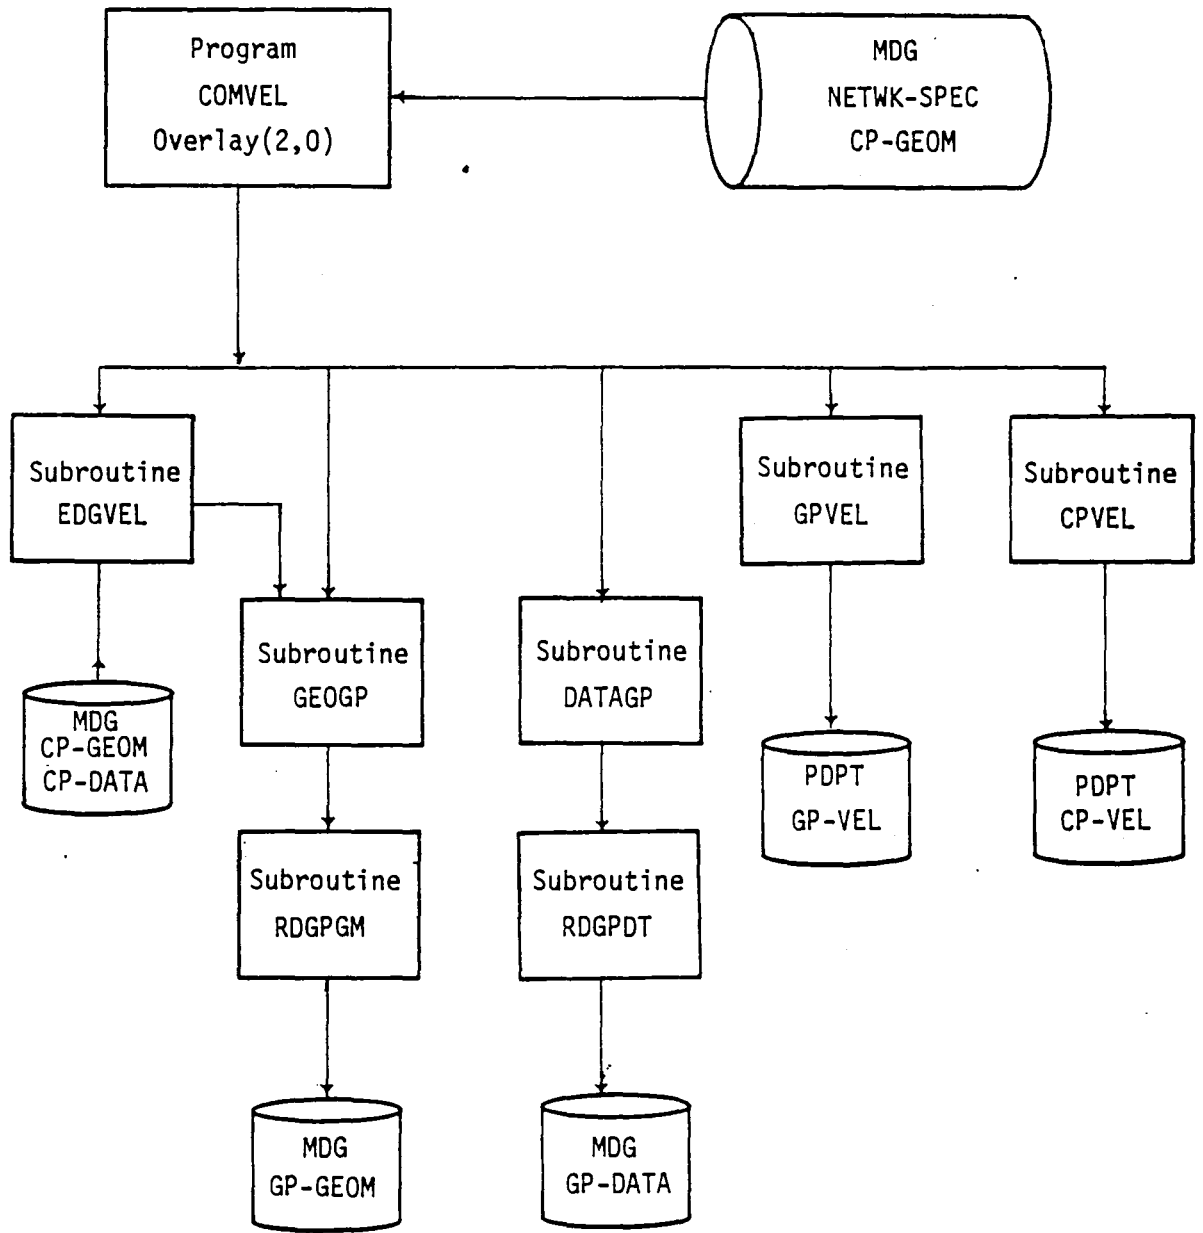 Program
COMVEL
Overlay(2,0)
MDG
NETWK-SPEC
CP-GEOM
Subroutine
EDGVEL
Subroutine
GPVEL
Subroutine
CPVEL
Subroutine
GEOGP
Subroutine
DATAGP
MDG
CP-GEOM
CP-DATA
PDPT
GP-VEL
PDPT
CP-VEL
Subroutine
RDGPGM
Subroutine
RDGPDT
MDG
GP-GEOM
MDG
GP-DATA